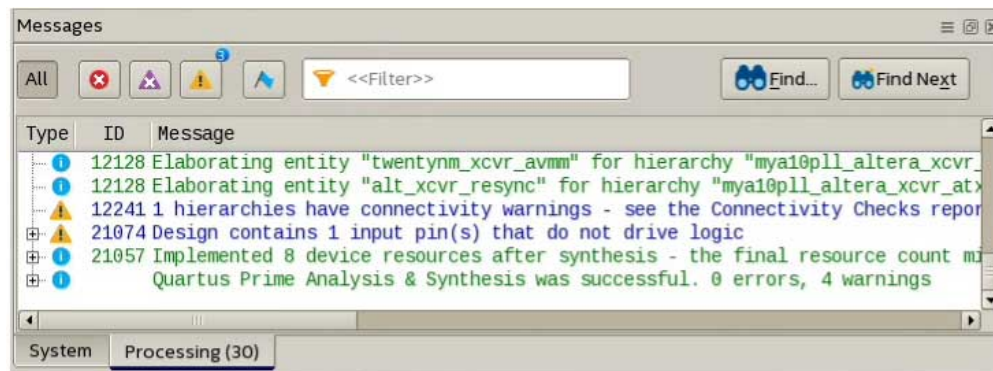 Messages
3
All
<<Filter>>
Find...
Find Next
Type ID Message
12128 Elaborating entity "twentynm_xcvr_avmm" for hierarchy "mya10pll_altera_xcvr_
12128 Elaborating entity "alt_xcvr_resync" for hierarchy "mya10pll_altera_xcvr_atx
12241 1 hierarchies have connectivity warnings - see the Connectivity Checks repor
21074 Design contains 1 input pin(s) that do not drive logic
21057 Implemented 8 device resources after synthesis - the final resource count mi
Quartus Prime Analysis & Synthesis was successful. 0 errors, 4 warnings
System Processing (30)